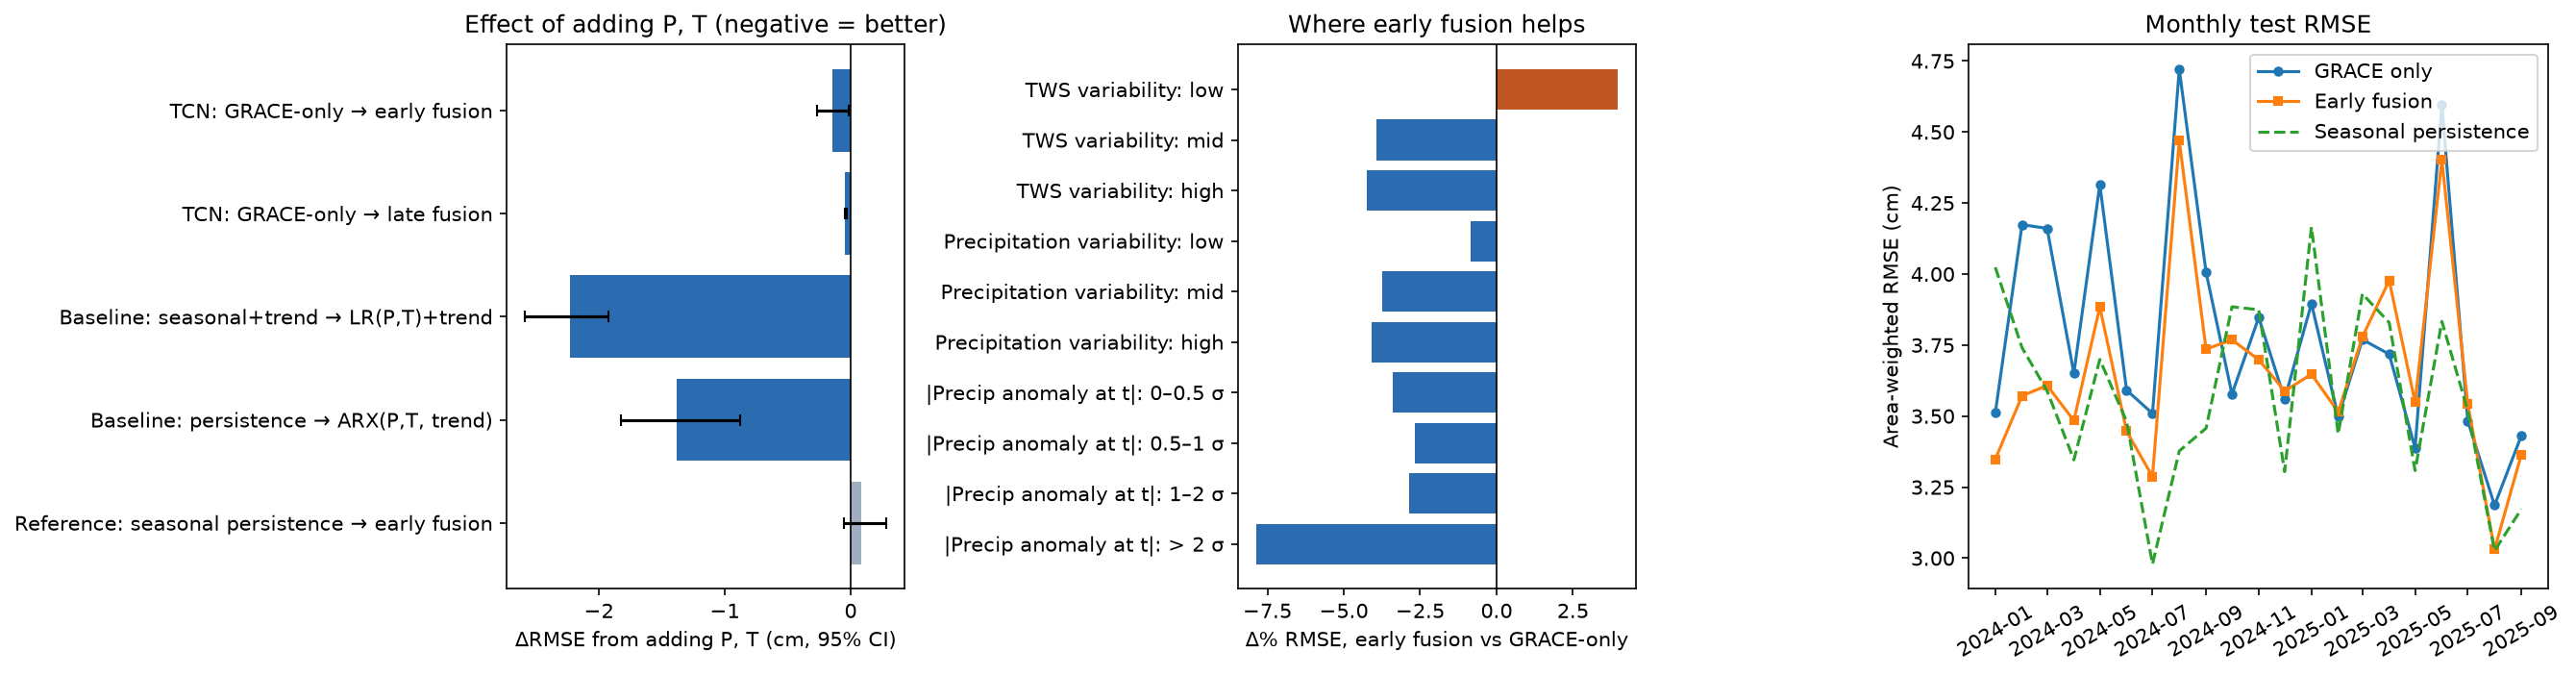 Effect of adding P, T (negative = better)
TCN: GRACE-only → early fusion
TCN: GRACE-only → late fusion
Baseline: seasonal+trend → LR(P,T)+trend
Baseline: persistence → ARX(P,T, trend)
Reference: seasonal persistence → early fusion
−2
−1
0
ΔRMSE from adding P, T (cm, 95% CI)
Where early fusion helps
TWS variability: low
TWS variability: mid
TWS variability: high
Precipitation variability: low
Precipitation variability: mid
Precipitation variability: high
|Precip anomaly at t|: 0–0.5 σ
|Precip anomaly at t|: 0.5–1 σ
|Precip anomaly at t|: 1–2 σ
|Precip anomaly at t|: > 2 σ
−7.5
−5.0
−2.5
0.0
2.5
Δ% RMSE, early fusion vs GRACE-only
Monthly test RMSE
GRACE only
Early fusion
Seasonal persistence
Area-weighted RMSE (cm)
4.75
4.50
4.25
4.00
3.75
3.50
3.25
3.00
2024-01
2024-03
2024-05
2024-07
2024-09
2024-11
2025-01
2025-03
2025-05
2025-07
2025-09